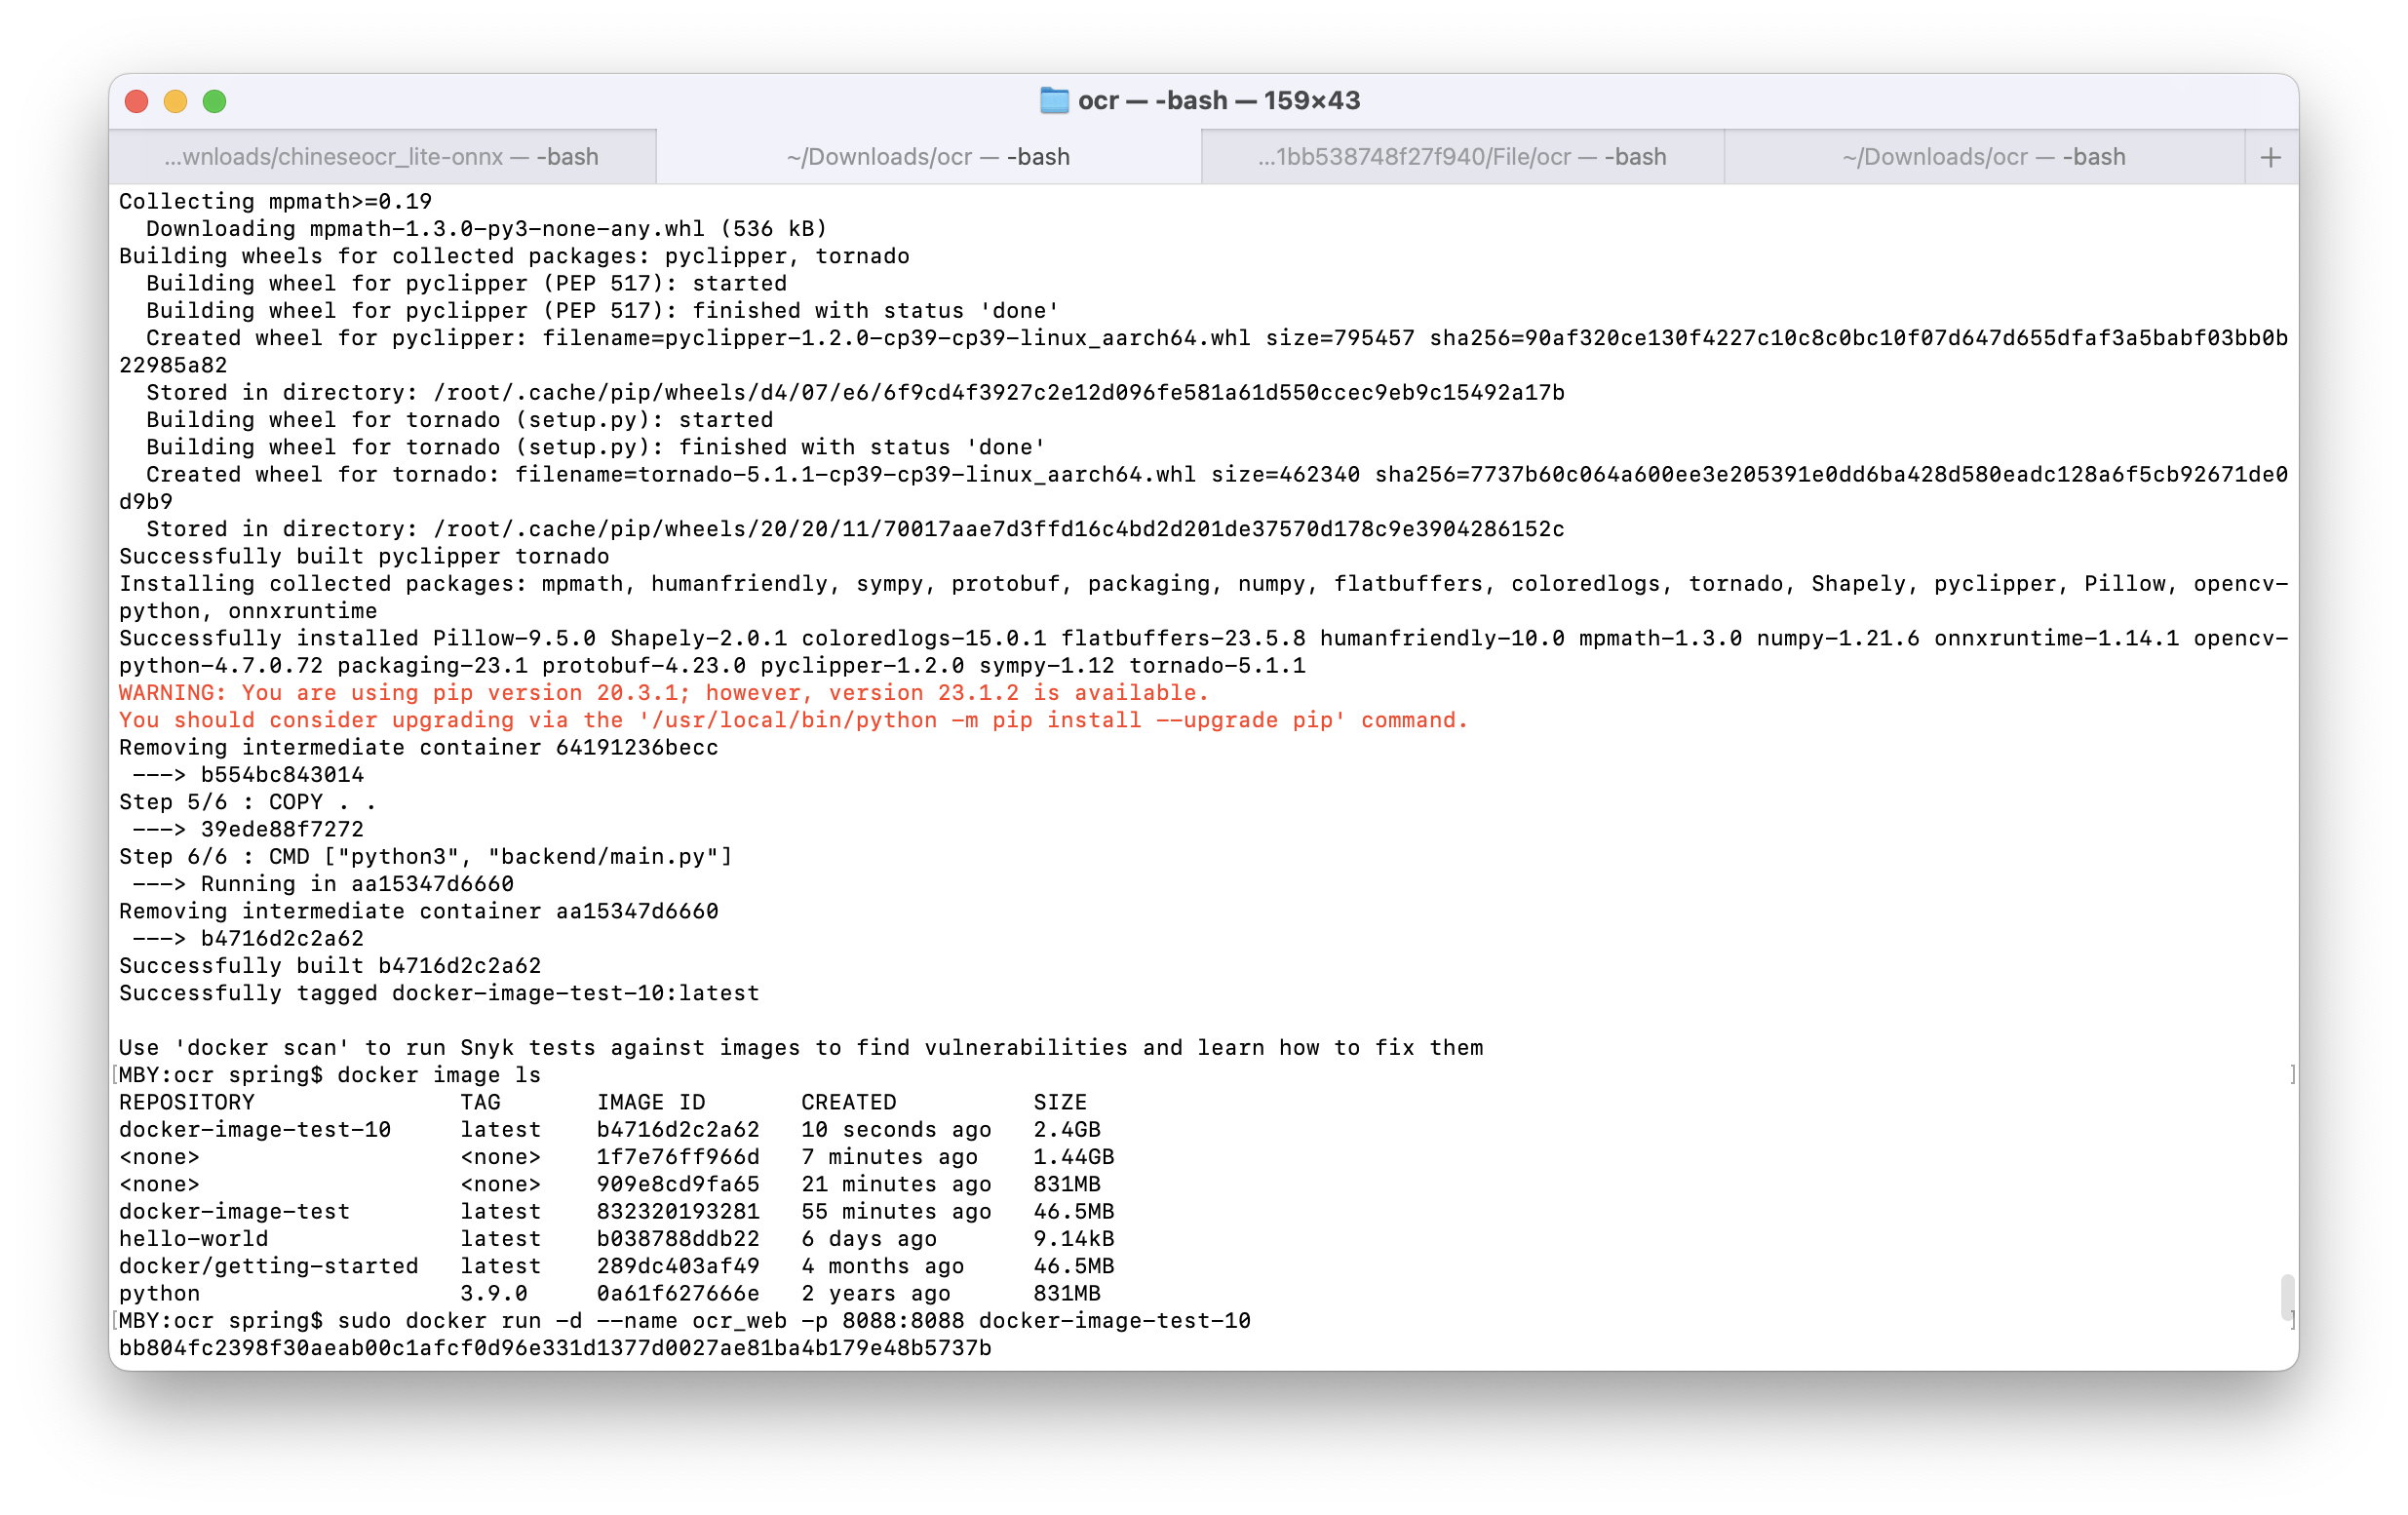 ocr — -bash — 159×43
...wnloads/chineseocr_lite-onnx — -bash
~/Downloads/ocr — -bash
...1bb538748f27f940/File/ocr — -bash
~/Downloads/ocr — -bash
+
Collecting mpmath>=0.19
  Downloading mpmath-1.3.0-py3-none-any.whl (536 kB)
Building wheels for collected packages: pyclipper, tornado
  Building wheel for pyclipper (PEP 517): started
  Building wheel for pyclipper (PEP 517): finished with status 'done'
  Created wheel for pyclipper: filename=pyclipper-1.2.0-cp39-cp39-linux_aarch64.whl size=795457 sha256=90af320ce130f4227c10c8c0bc10f07d647d655dfaf3a5babf03bb0b
22985a82
  Stored in directory: /root/.cache/pip/wheels/d4/07/e6/6f9cd4f3927c2e12d096fe581a61d550ccec9eb9c15492a17b
  Building wheel for tornado (setup.py): started
  Building wheel for tornado (setup.py): finished with status 'done'
  Created wheel for tornado: filename=tornado-5.1.1-cp39-cp39-linux_aarch64.whl size=462340 sha256=7737b60c064a600ee3e205391e0dd6ba428d580eadc128a6f5cb92671de0
d9b9
  Stored in directory: /root/.cache/pip/wheels/20/20/11/70017aae7d3ffd16c4bd2d201de37570d178c9e3904286152c
Successfully built pyclipper tornado
Installing collected packages: mpmath, humanfriendly, sympy, protobuf, packaging, numpy, flatbuffers, coloredlogs, tornado, Shapely, pyclipper, Pillow, opencv-
python, onnxruntime
Successfully installed Pillow-9.5.0 Shapely-2.0.1 coloredlogs-15.0.1 flatbuffers-23.5.8 humanfriendly-10.0 mpmath-1.3.0 numpy-1.21.6 onnxruntime-1.14.1 opencv-
python-4.7.0.72 packaging-23.1 protobuf-4.23.0 pyclipper-1.2.0 sympy-1.12 tornado-5.1.1
WARNING: You are using pip version 20.3.1; however, version 23.1.2 is available.
You should consider upgrading via the '/usr/local/bin/python -m pip install --upgrade pip' command.
Removing intermediate container 64191236becc
 ---> b554bc843014
Step 5/6 : COPY . .
 ---> 39ede88f7272
Step 6/6 : CMD ["python3", "backend/main.py"]
 ---> Running in aa15347d6660
Removing intermediate container aa15347d6660
 ---> b4716d2c2a62
Successfully built b4716d2c2a62
Successfully tagged docker-image-test-10:latest
Use 'docker scan' to run Snyk tests against images to find vulnerabilities and learn how to fix them
[MBY:ocr spring$ docker image ls ]
REPOSITORY               TAG       IMAGE ID       CREATED          SIZE
docker-image-test-10     latest    b4716d2c2a62   10 seconds ago   2.4GB
<none>                   <none>    1f7e76ff966d   7 minutes ago    1.44GB
<none>                   <none>    909e8cd9fa65   21 minutes ago   831MB
docker-image-test        latest    832320193281   55 minutes ago   46.5MB
hello-world              latest    b038788ddb22   6 days ago       9.14kB
docker/getting-started   latest    289dc403af49   4 months ago     46.5MB
python                   3.9.0     0a61f627666e   2 years ago      831MB
[MBY:ocr spring$ sudo docker run -d --name ocr_web -p 8088:8088 docker-image-test-10 ]
bb804fc2398f30aeab00c1afcf0d96e331d1377d0027ae81ba4b179e48b5737b